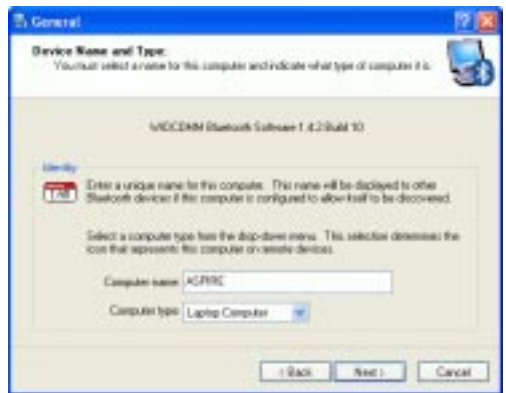 General
Device Name and Type:
You must select a name for this computer and indicate what type of computer it is.
WIDCOMM Bluetooth Software 1.4.2 Build 10
Identity
Enter a unique name for this computer. This name will be displayed to other
Bluetooth devices if this computer is configured to allow itself to be discovered.
Select a computer type from the drop-down menu. This selection determines the
icon that represents this computer on remote devices.
Computer name: ASPIRE
Computer type: Laptop Computer
< Back Next > Cancel